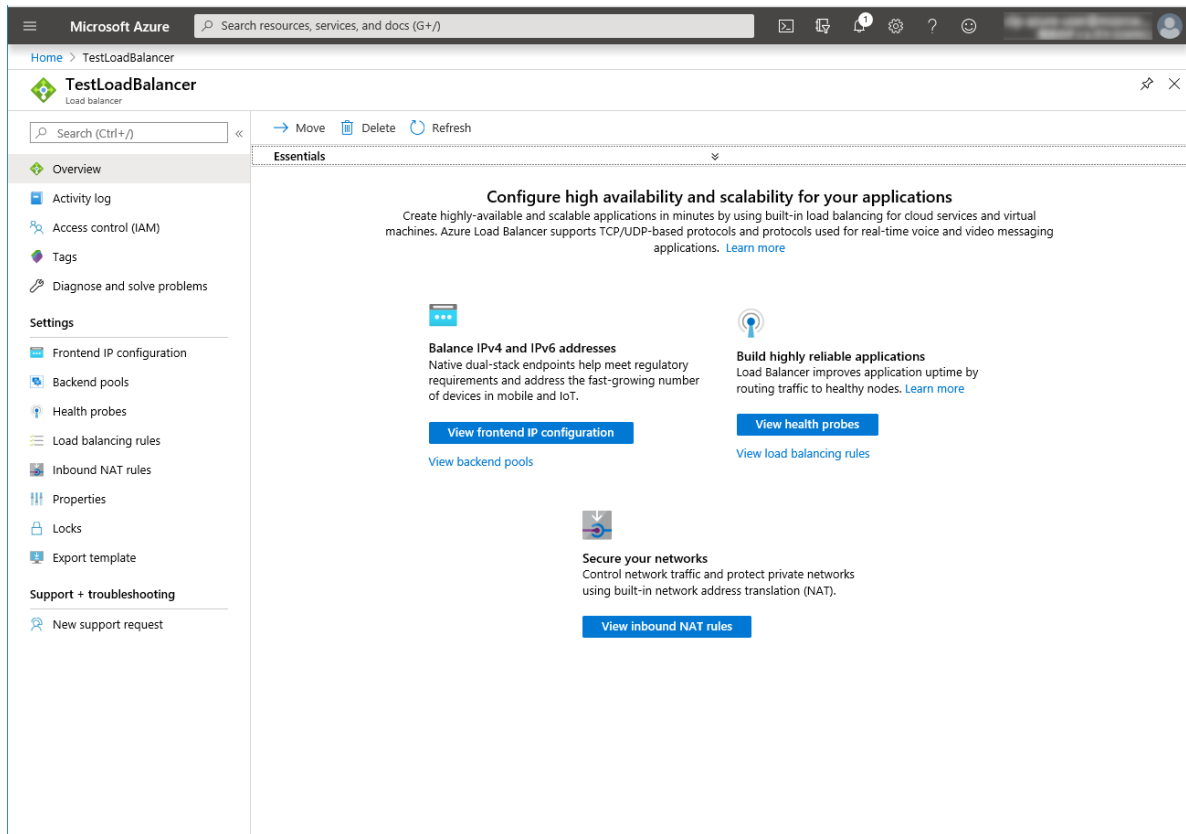 Microsoft Azure
Search resources, services, and docs (G+/)
1
Home > TestLoadBalancer
TestLoadBalancer
Load balancer
Search (Ctrl+/)
Overview
Activity log
Access control (IAM)
Tags
Diagnose and solve problems
Settings
Frontend IP configuration
Backend pools
Health probes
Load balancing rules
Inbound NAT rules
Properties
Locks
Export template
Support + troubleshooting
New support request
Move Delete Refresh
Essentials
Configure high availability and scalability for your applications
Create highly-available and scalable applications in minutes by using built-in load balancing for cloud services and virtual
machines. Azure Load Balancer supports TCP/UDP-based protocols and protocols used for real-time voice and video messaging
applications. Learn more
Balance IPv4 and IPv6 addresses
Native dual-stack endpoints help meet regulatory
requirements and address the fast-growing number
of devices in mobile and IoT.
View frontend IP configuration
View backend pools
Build highly reliable applications
Load Balancer improves application uptime by
routing traffic to healthy nodes. Learn more
View health probes
View load balancing rules
Secure your networks
Control network traffic and protect private networks
using built-in network address translation (NAT).
View inbound NAT rules